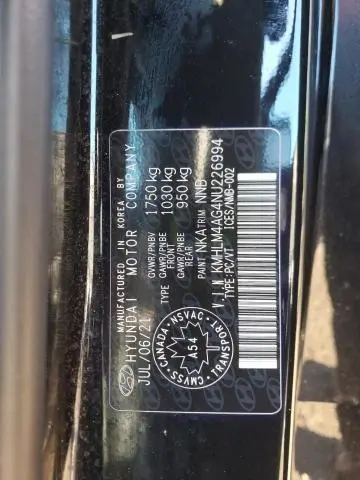 MANUFACTURED IN KOREA BY
HYUNDAI MOTOR COMPANY
JUL/06/21 GVWR/PNBV 1750 kg
TYPE GAWR/PNBE FRONT 1030 kg
GAWR/PNBE REAR 950 kg
PAINT NKA TRIM NNB
TYPE:PC/VT ICES/NMB-002
V.I.N KMHLM4AG4NU226994
NSVAC
CANADA
A54
TRANSPORT
CMVSS